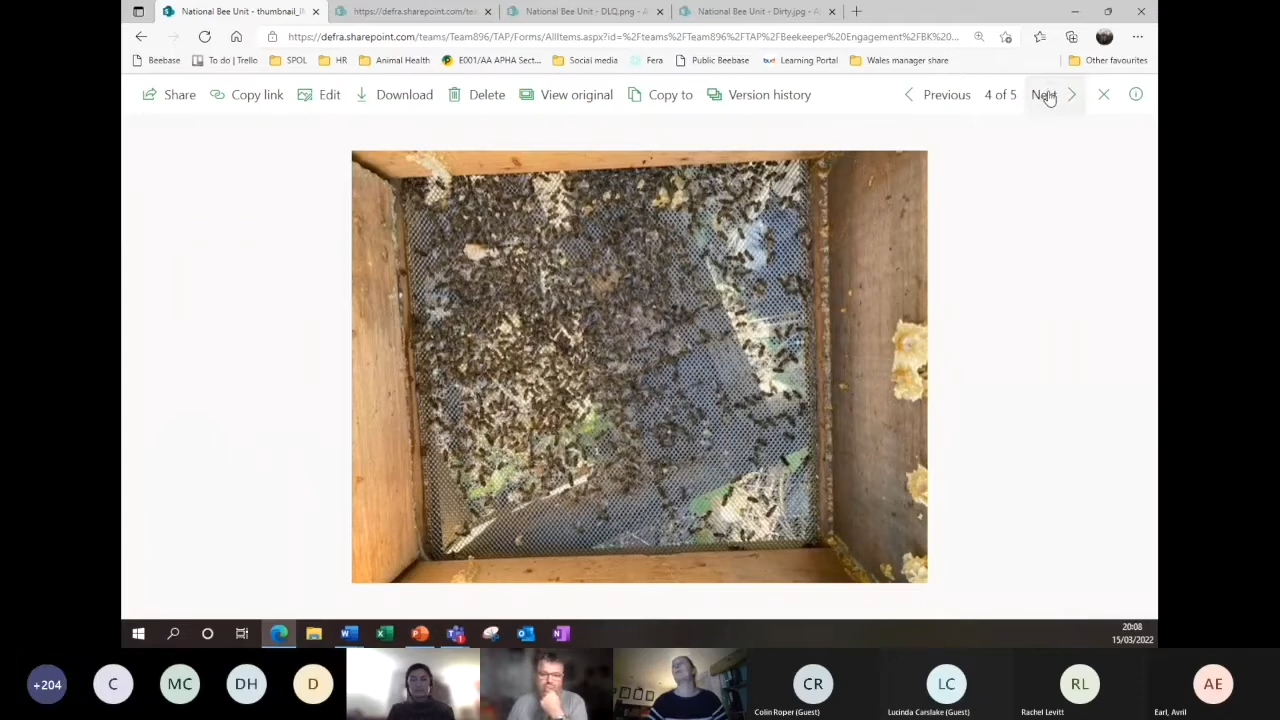 National Bee Unit - thumbnail_I
https://defra.sharepoint.com/te
National Bee Unit - DLQ.png - A
National Bee Unit - Dirty.jpg - A
https://defra.sharepoint.com/teams/Team896/TAP/Forms/AllItems.aspx?id=%2Fteams%2FTeam896%2FTAP%2FBeekeeper%20Engagement%2FBK%20...
Beebase
To do | Trello
SPOL
HR
Animal Health
E001/AA APHA Sect...
Social media
Fera
Public Beebase
Learning Portal
Wales manager share
Other favourites
Share
Copy link
Edit
Download
Delete
View original
Copy to
Version history
Previous
4 of 5
Next
20:08
15/03/2022
+204
C
MC
DH
D
CR
LC
RL
AE
Colin Roper (Guest)
Lucinda Carslake (Guest)
Rachel Levitt
Earl, Avril